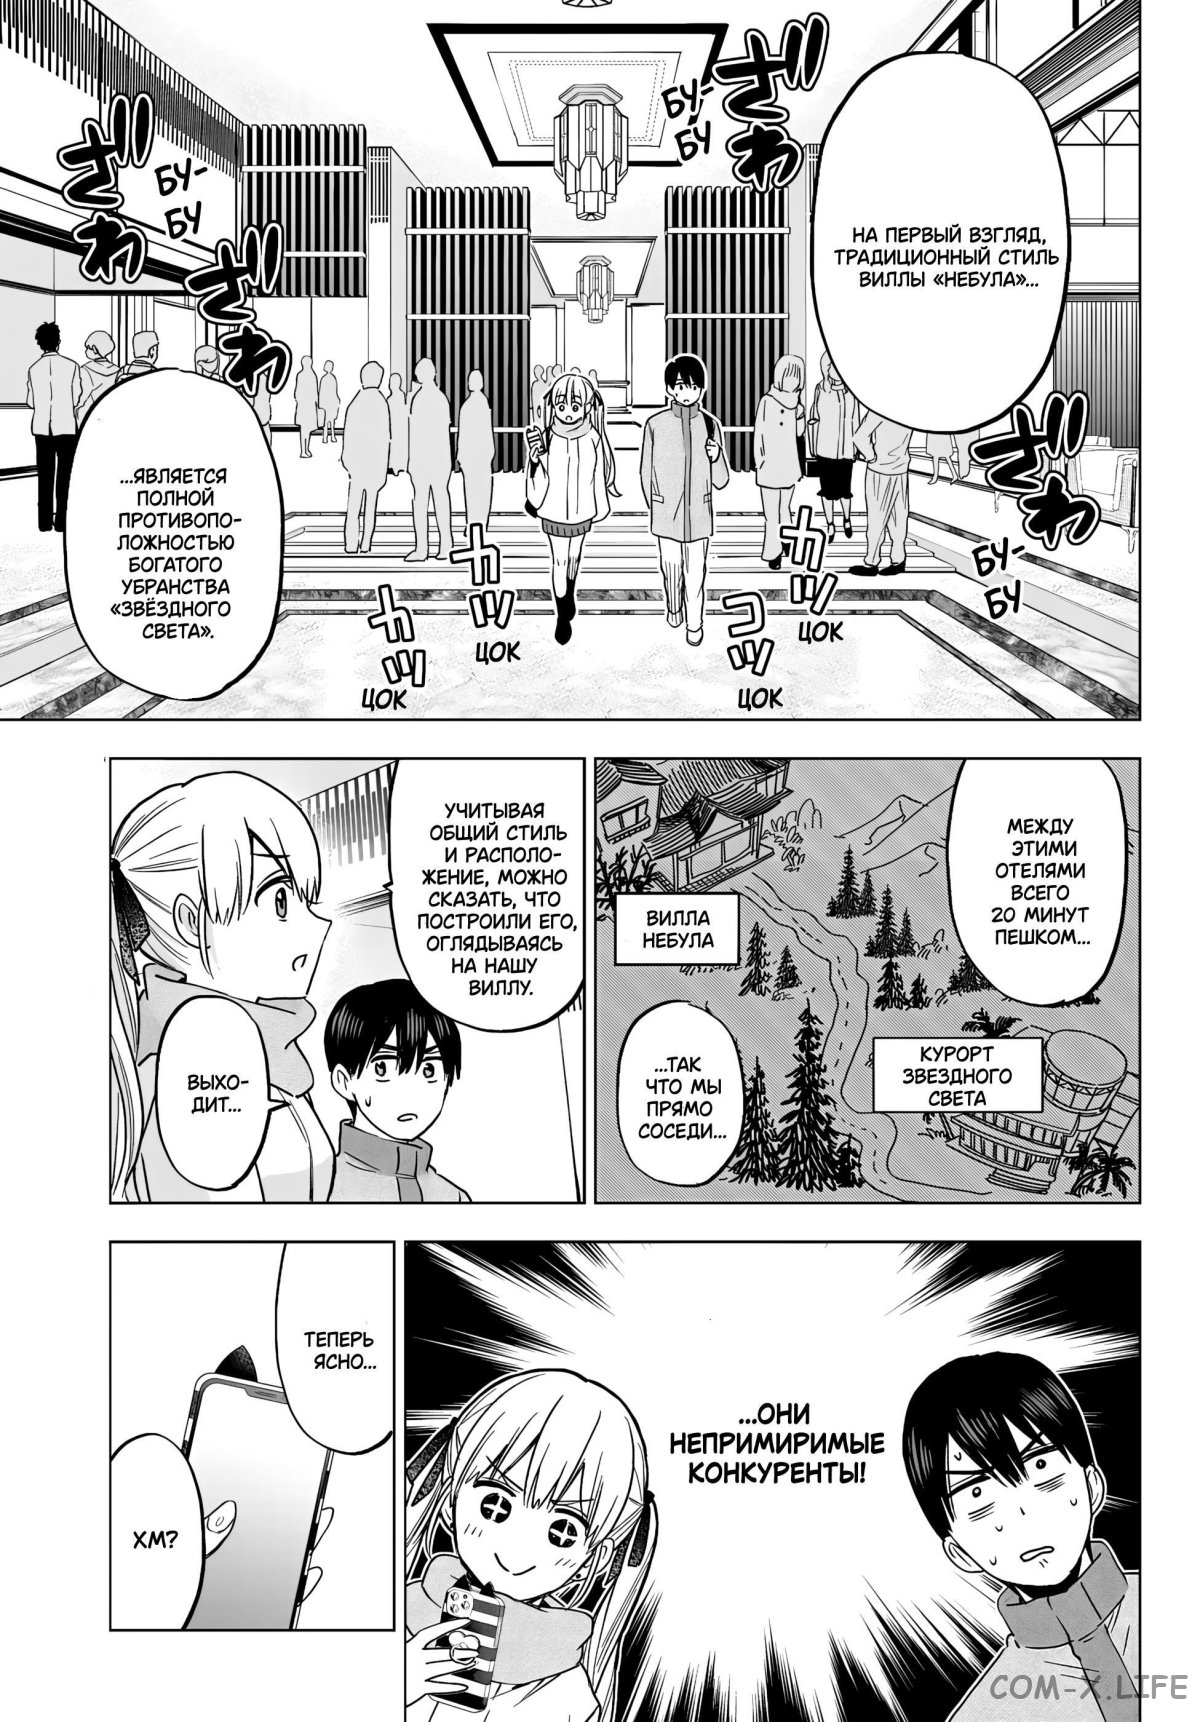 НА ПЕРВЫЙ ВЗГЛЯД,
ТРАДИЦИОННЫЙ СТИЛЬ
ВИЛЛЫ «НЕБУЛА»...
ざわ
БУ-
БУ
ざわ
БУ-
БУ
ざわ
ざわ
БУ-
БУ
...ЯВЛЯЕТСЯ
ПОЛНОЙ
ПРОТИВОПО-
ЛОЖНОСТЬЮ
БОГАТОГО
УБРАНСТВА
«ЗВЁЗДНОГО
СВЕТА».
カツ
ЦОК
コツ
ЦОК
カツ
ЦОК
カツ
ЦОК
МЕЖДУ
ЭТИМИ
ОТЕЛЯМИ
ВСЕГО
20 МИНУТ
ПЕШКОМ...
ВИЛЛА
НЕБУЛА
КУРОРТ
ЗВЕЗДНОГО
СВЕТА
...ТАК
ЧТО МЫ
ПРЯМО
СОСЕДИ...
УЧИТЫВАЯ
ОБЩИЙ СТИЛЬ
И РАСПОЛО-
ЖЕНИЕ, МОЖНО
СКАЗАТЬ, ЧТО
ПОСТРОИЛИ ЕГО,
ОГЛЯДЫВАЯСЬ
НА НАШУ
ВИЛЛУ.
ВЫХО-
ДИТ...
...ОНИ
НЕПРИМИРИМЫЕ
КОНКУРЕНТЫ!
ТЕПЕРЬ
ЯСНО...
ХМ?
COM-X.LIFE